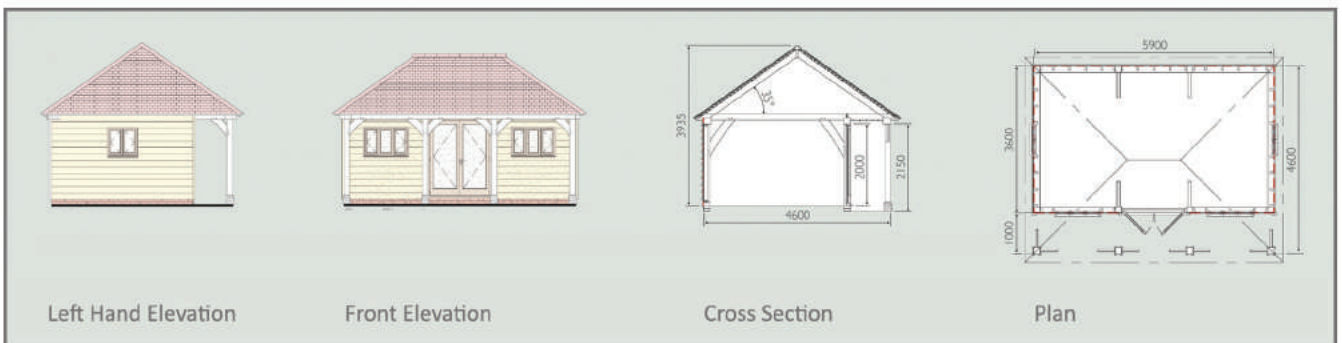 3935
35°
2000
2150
4600
5900
3600
4600
1000
Left Hand Elevation
Front Elevation
Cross Section
Plan